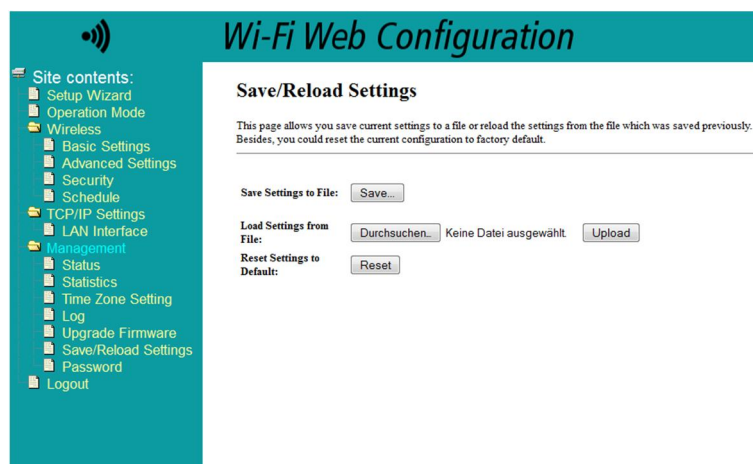 Wi-Fi Web Configuration
Site contents:
Setup Wizard
Operation Mode
Wireless
Basic Settings
Advanced Settings
Security
Schedule
TCP/IP Settings
LAN Interface
Management
Status
Statistics
Time Zone Setting
Log
Upgrade Firmware
Save/Reload Settings
Password
Logout
Save/Reload Settings
This page allows you save current settings to a file or reload the settings from the file which was saved previously.
Besides, you could reset the current configuration to factory default.
Save Settings to File: Save...
Load Settings from
File: Durchsuchen... Keine Datei ausgewählt. Upload
Reset Settings to
Default: Reset